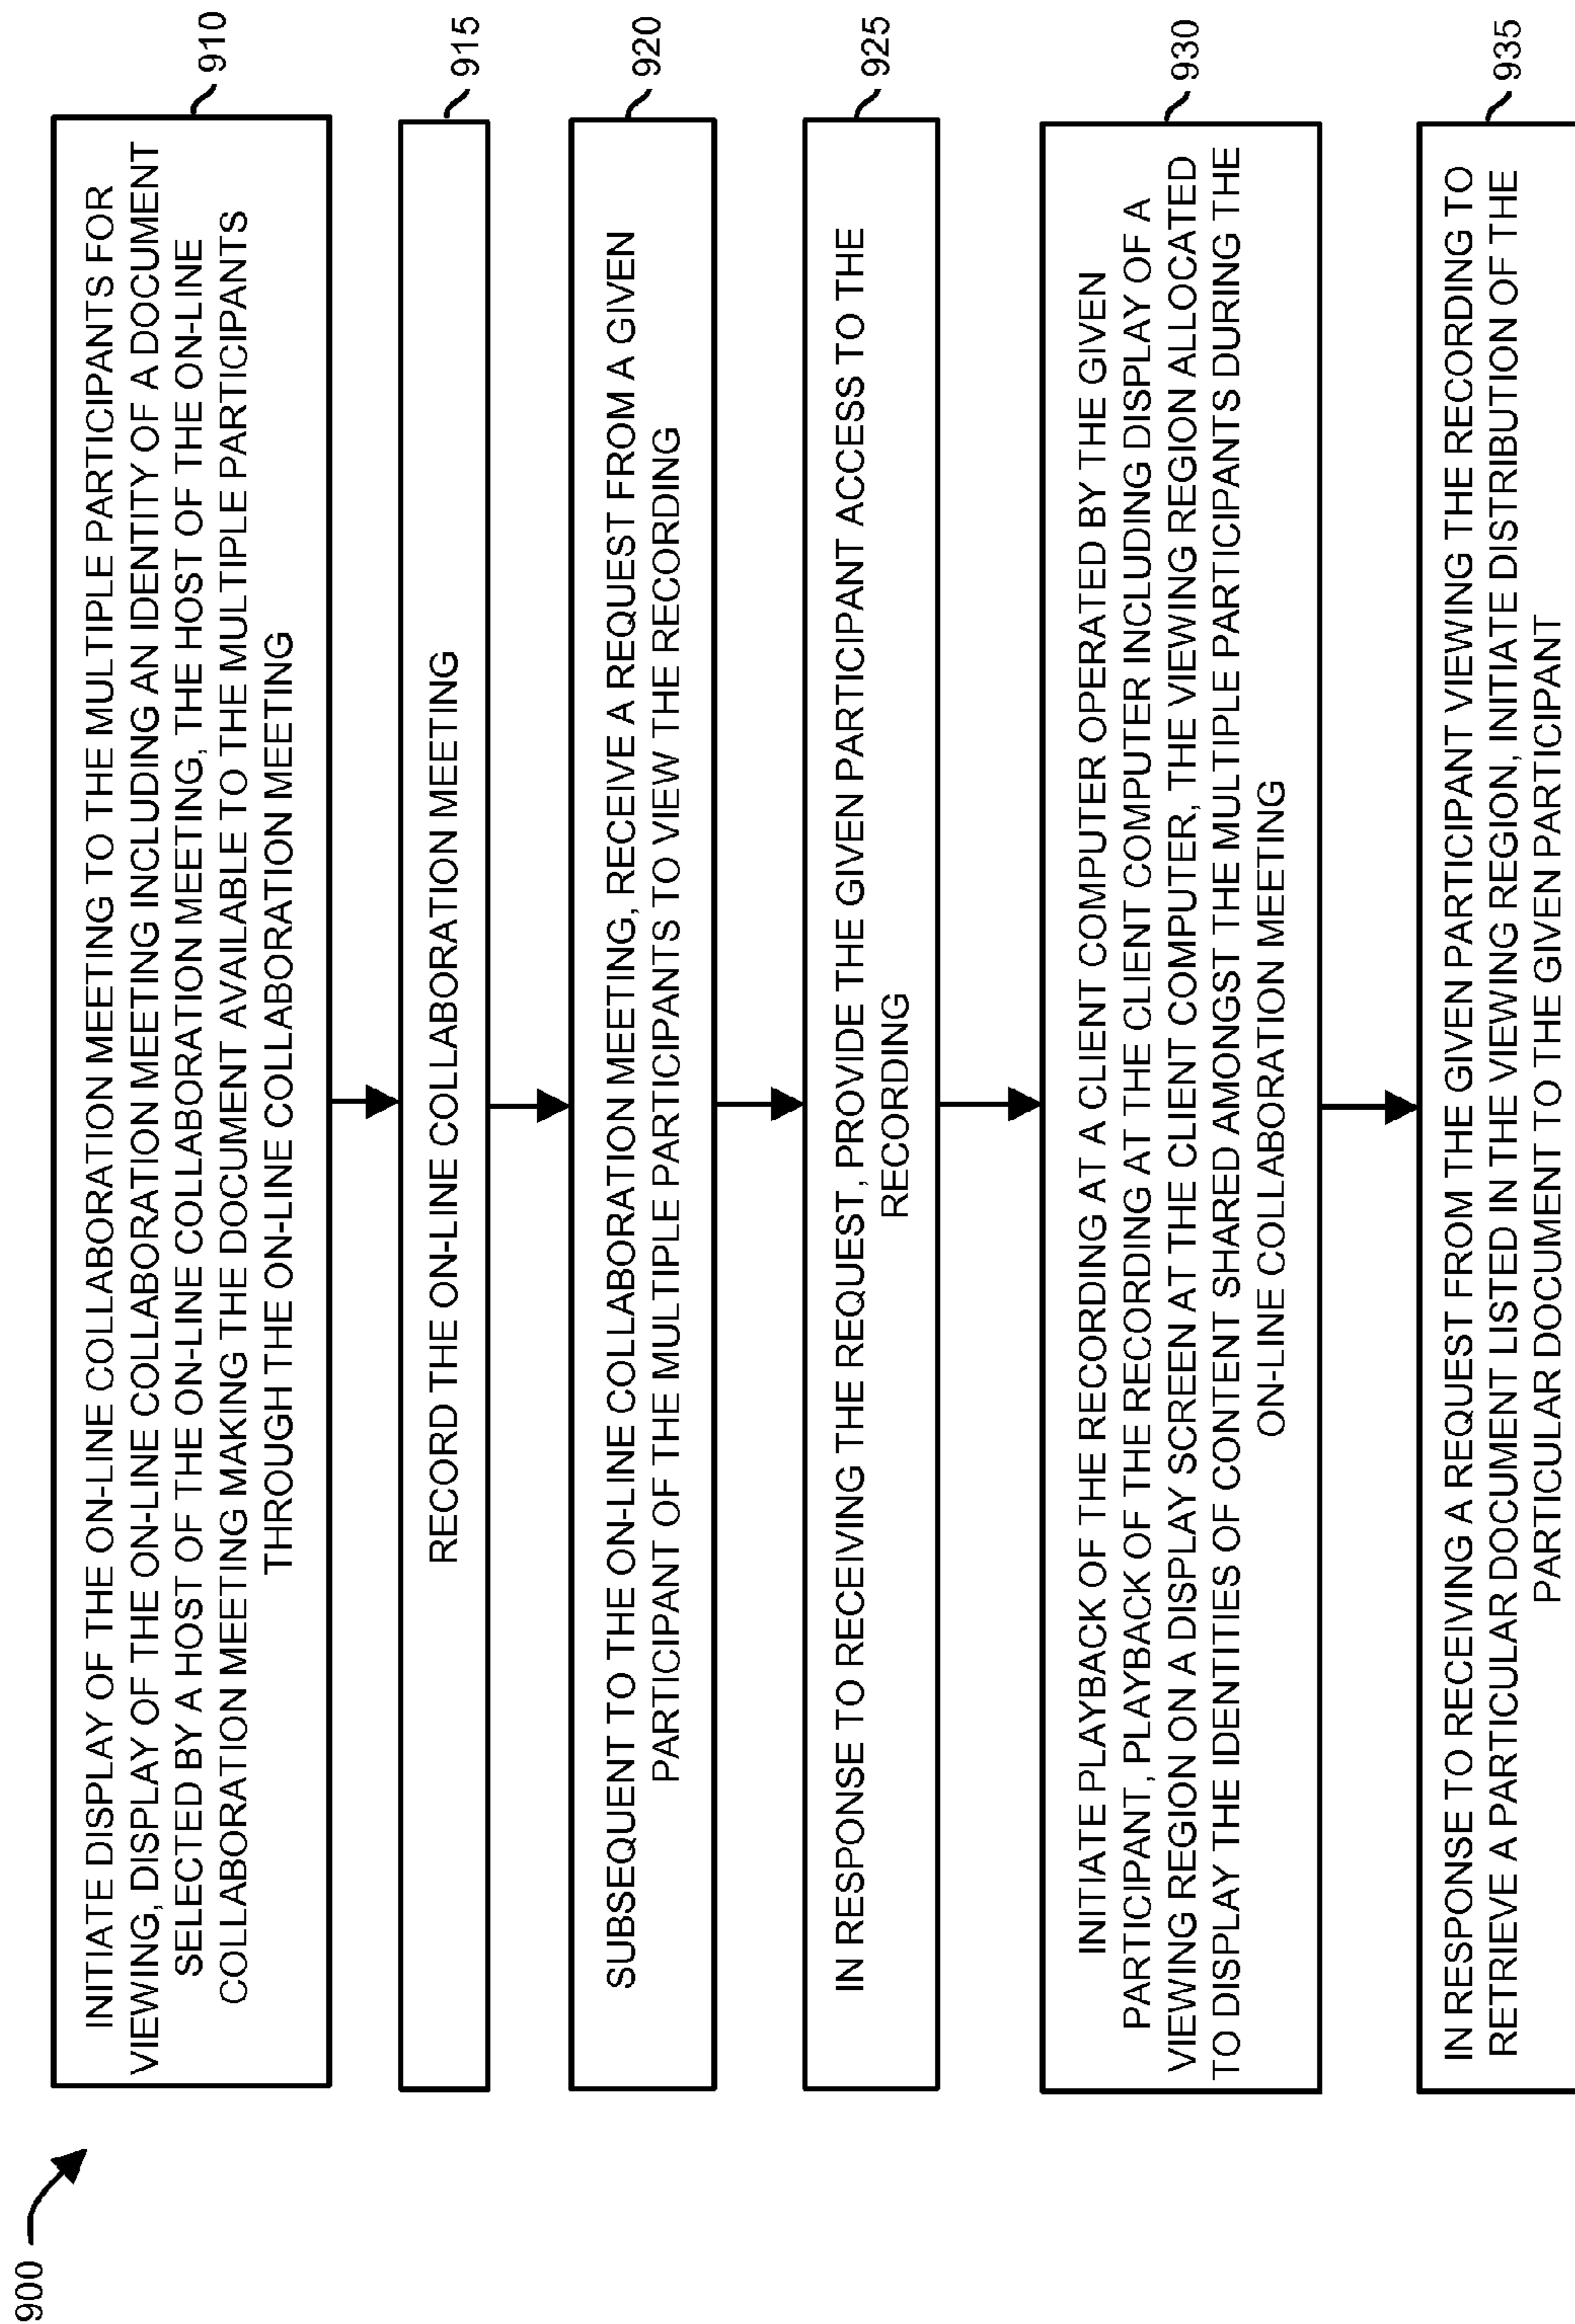 900
INITIATE DISPLAY OF THE ON-LINE COLLABORATION MEETING TO THE MULTIPLE PARTICIPANTS FOR
VIEWING, DISPLAY OF THE ON-LINE COLLABORATION MEETING INCLUDING AN IDENTITY OF A DOCUMENT
SELECTED BY A HOST OF THE ON-LINE COLLABORATION MEETING, THE HOST OF THE ON-LINE
COLLABORATION MEETING MAKING THE DOCUMENT AVAILABLE TO THE MULTIPLE PARTICIPANTS
THROUGH THE ON-LINE COLLABORATION MEETING
910
RECORD THE ON-LINE COLLABORATION MEETING
915
SUBSEQUENT TO THE ON-LINE COLLABORATION MEETING, RECEIVE A REQUEST FROM A GIVEN
PARTICIPANT OF THE MULTIPLE PARTICIPANTS TO VIEW THE RECORDING
920
IN RESPONSE TO RECEIVING THE REQUEST, PROVIDE THE GIVEN PARTICIPANT ACCESS TO THE
RECORDING
925
INITIATE PLAYBACK OF THE RECORDING AT A CLIENT COMPUTER OPERATED BY THE GIVEN
PARTICIPANT, PLAYBACK OF THE RECORDING AT THE CLIENT COMPUTER INCLUDING DISPLAY OF A
VIEWING REGION ON A DISPLAY SCREEN AT THE CLIENT COMPUTER, THE VIEWING REGION ALLOCATED
TO DISPLAY THE IDENTITIES OF CONTENT SHARED AMONGST THE MULTIPLE PARTICIPANTS DURING THE
ON-LINE COLLABORATION MEETING
930
IN RESPONSE TO RECEIVING A REQUEST FROM THE GIVEN PARTICIPANT VIEWING THE RECORDING TO
RETRIEVE A PARTICULAR DOCUMENT LISTED IN THE VIEWING REGION, INITIATE DISTRIBUTION OF THE
PARTICULAR DOCUMENT TO THE GIVEN PARTICIPANT
935